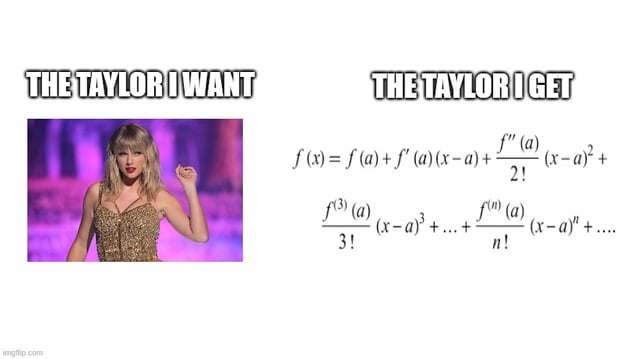 THE TAYLOR I WANT
THE TAYLOR I GET
f (x) = f (a) + f′ (a) (x − a) + f″ (a) / 2! (x − a)² +
f⁽³⁾ (a) / 3! (x − a)³ + ... + f⁽ⁿ⁾ (a) / n! (x − a)ⁿ + ....
imgflip.com